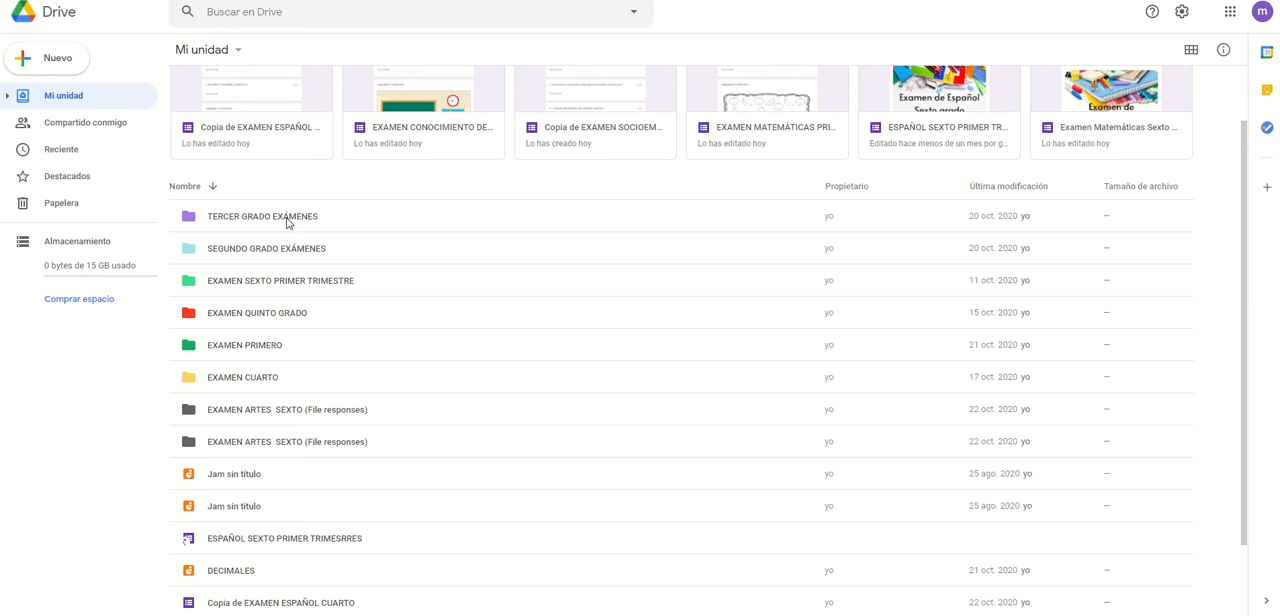 Drive
Buscar en Drive
m
Nuevo
Mi unidad
Mi unidad
Compartido conmigo
Reciente
Destacados
Papelera
Almacenamiento
0 bytes de 15 GB usado
Comprar espacio
Examen de Español
Sexto grado
Examen de
Copia de EXAMEN ESPAÑOL ...
Lo has editado hoy
EXAMEN CONOCIMIENTO DE...
Lo has editado hoy
Copia de EXAMEN SOCIOEM...
Lo has creado hoy
EXAMEN MATEMÁTICAS PRI...
Lo has editado hoy
ESPAÑOL SEXTO PRIMER TR...
Editado hace menos de un mes por g...
Examen Matemáticas Sexto ...
Lo has editado hoy
Nombre Propietario Última modificación Tamaño de archivo
TERCER GRADO EXÁMENES yo 20 oct. 2020 yo —
SEGUNDO GRADO EXÁMENES yo 20 oct. 2020 yo —
EXAMEN SEXTO PRIMER TRIMESTRE yo 11 oct. 2020 yo —
EXAMEN QUINTO GRADO yo 15 oct. 2020 yo —
EXAMEN PRIMERO yo 21 oct. 2020 yo —
EXAMEN CUARTO yo 17 oct. 2020 yo —
EXAMEN ARTES SEXTO (File responses) yo 22 oct. 2020 yo —
EXAMEN ARTES SEXTO (File responses) yo 22 oct. 2020 yo —
Jam sin título yo 25 ago. 2020 yo —
Jam sin título yo 25 ago. 2020 yo —
ESPAÑOL SEXTO PRIMER TRIMESRRES
DECIMALES yo 21 oct. 2020 yo —
Copia de EXAMEN ESPAÑOL CUARTO yo 22 oct. 2020 yo —